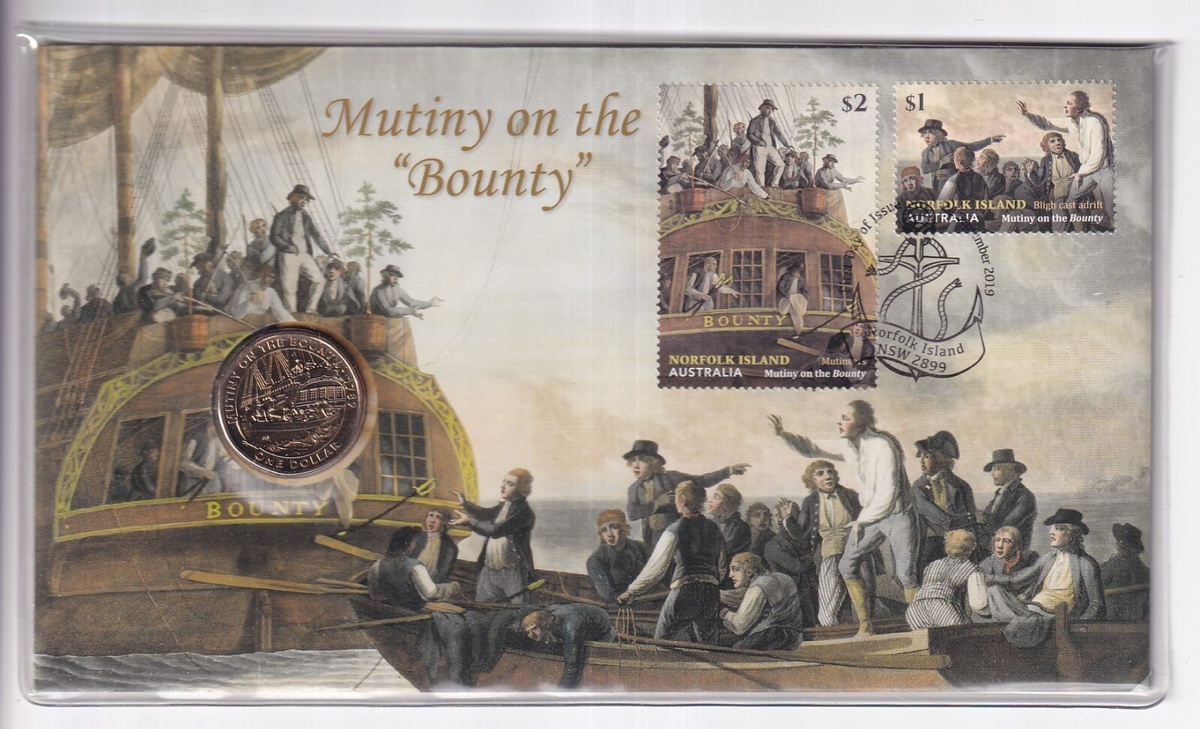 Mutiny on the
"Bounty"
$2
BOUNTY
NORFOLK ISLAND
AUSTRALIA
Mutiny on the Bounty
$1
NORFOLK ISLAND
Bligh cast adrift
AUSTRALIA
Mutiny on the Bounty
of Issue
2019
Norfolk Island
NSW 2899
MUTINY ON THE BOUNTY
ONE DOLLAR
BOUNTY